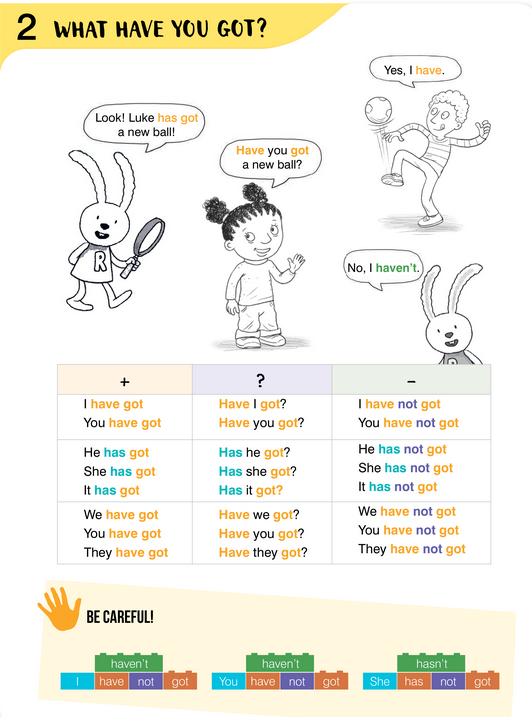 2 WHAT HAVE YOU GOT?
Yes, I have.
Look! Luke has got
a new ball!
Have you got
a new ball?
R
No, I haven't.
+ ? –
I have got Have I got? I have not got
You have got Have you got? You have not got
He has got Has he got? He has not got
She has got Has she got? She has not got
It has got Has it got? It has not got
We have got Have we got? We have not got
You have got Have you got? You have not got
They have got Have they got? They have not got
BE CAREFUL!
haven't haven't hasn't
I have not got You have not got She has not got